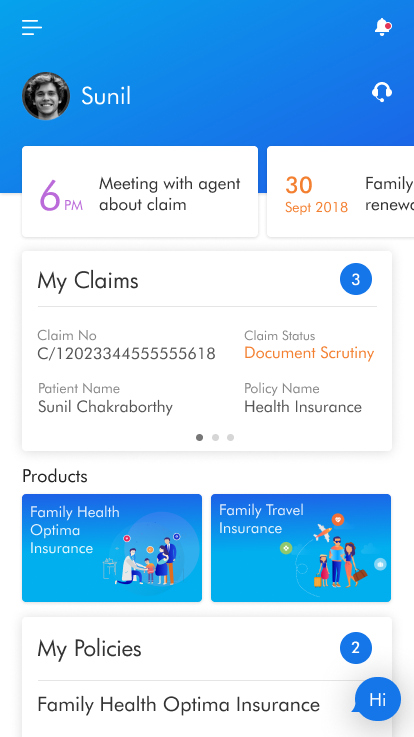 Sunil
6 PM
Meeting with agent
about claim
30
Sept 2018
Family
renewa
My Claims
3
Claim No
C/12023344555555618
Claim Status
Document Scrutiny
Patient Name
Sunil Chakraborthy
Policy Name
Health Insurance
Products
Family Health
Optima
Insurance
Family Travel
Insurance
My Policies
2
Family Health Optima Insurance
Hi